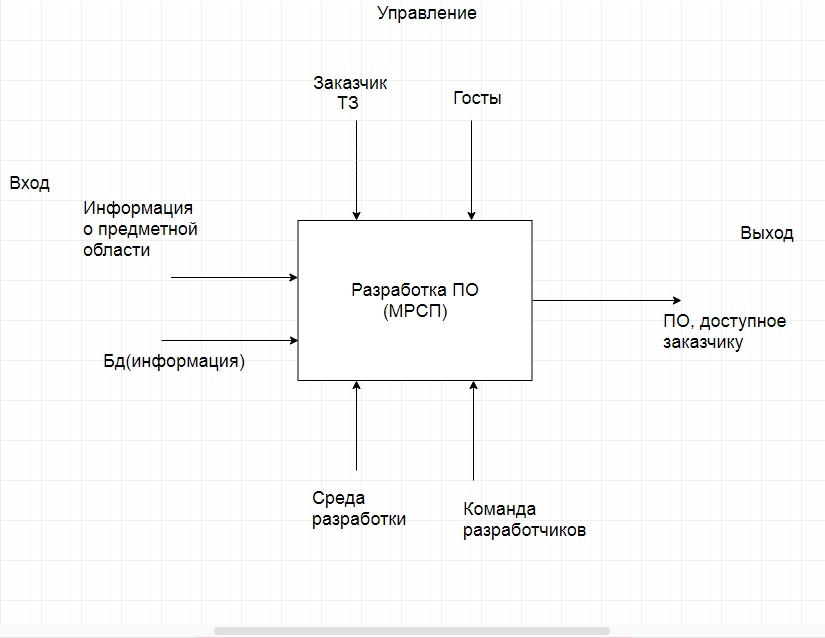 Управление
Заказчик
ТЗ
Госты
Вход
Информация
о предметной
области
Выход
Разработка ПО
(МРСП)
ПО, доступное
заказчику
Бд(информация)
Среда
разработки
Команда
разработчиков